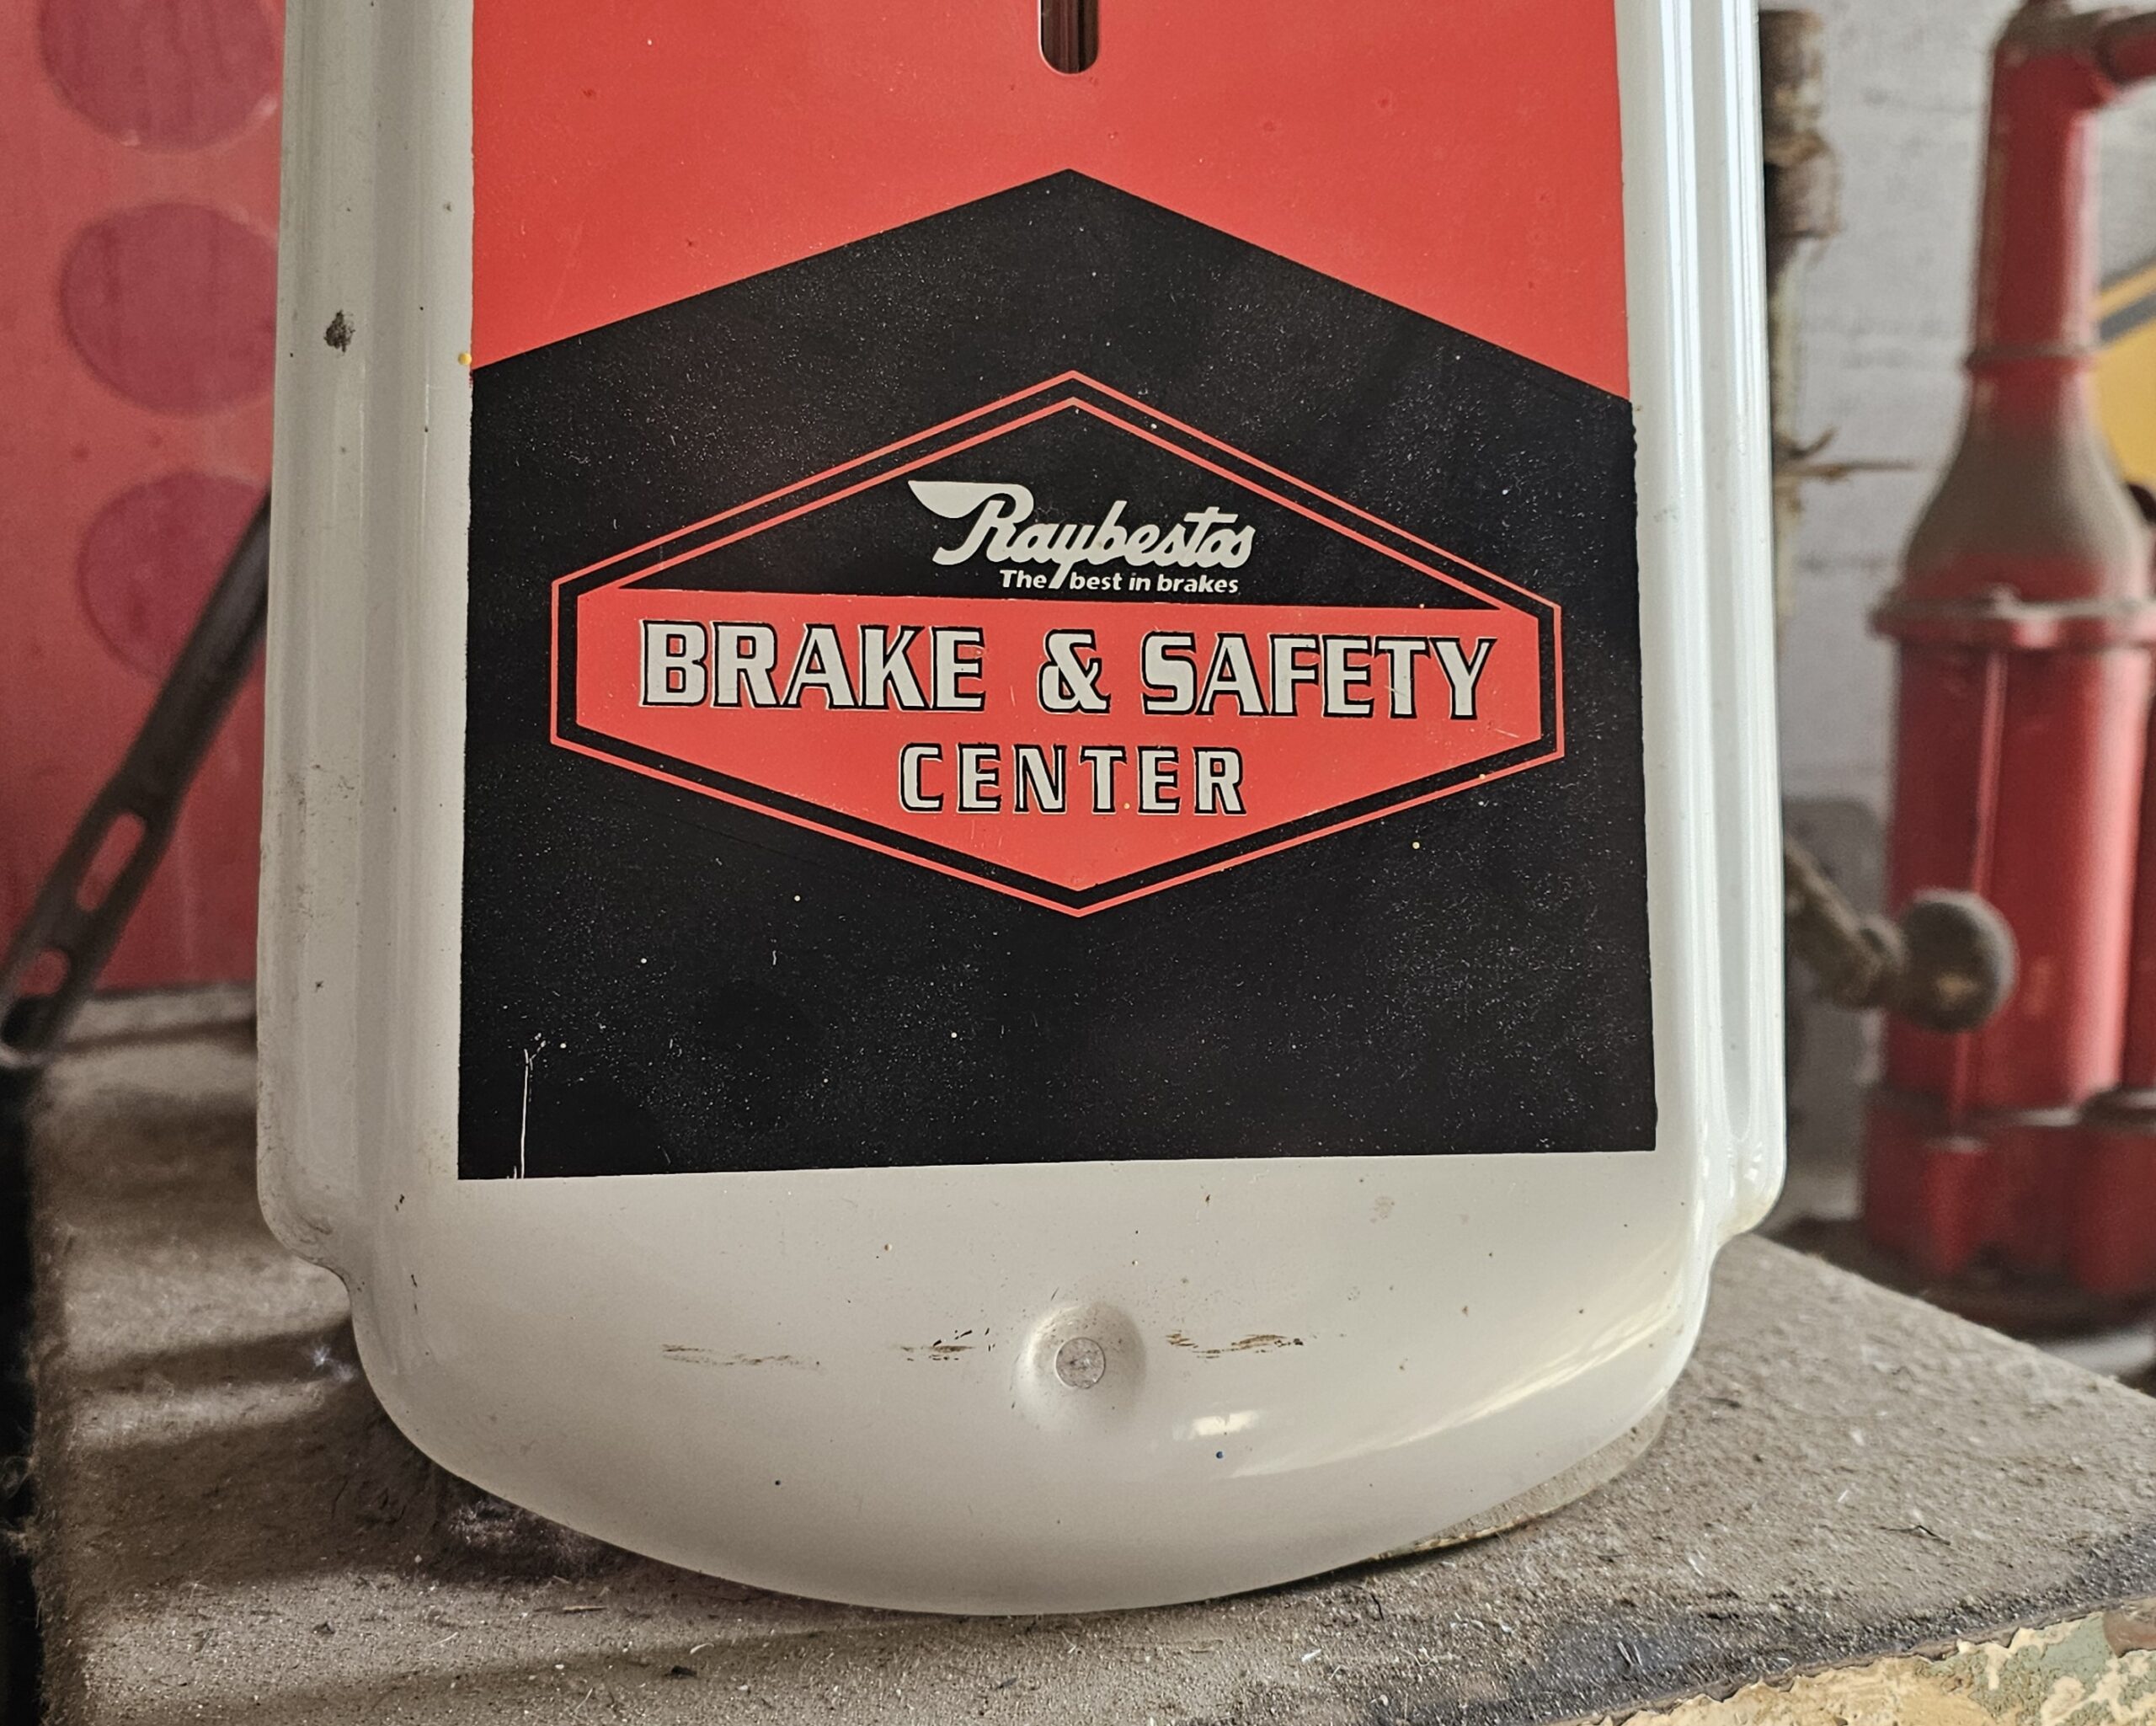 Raybestos
The best in brakes
BRAKE & SAFETY
CENTER